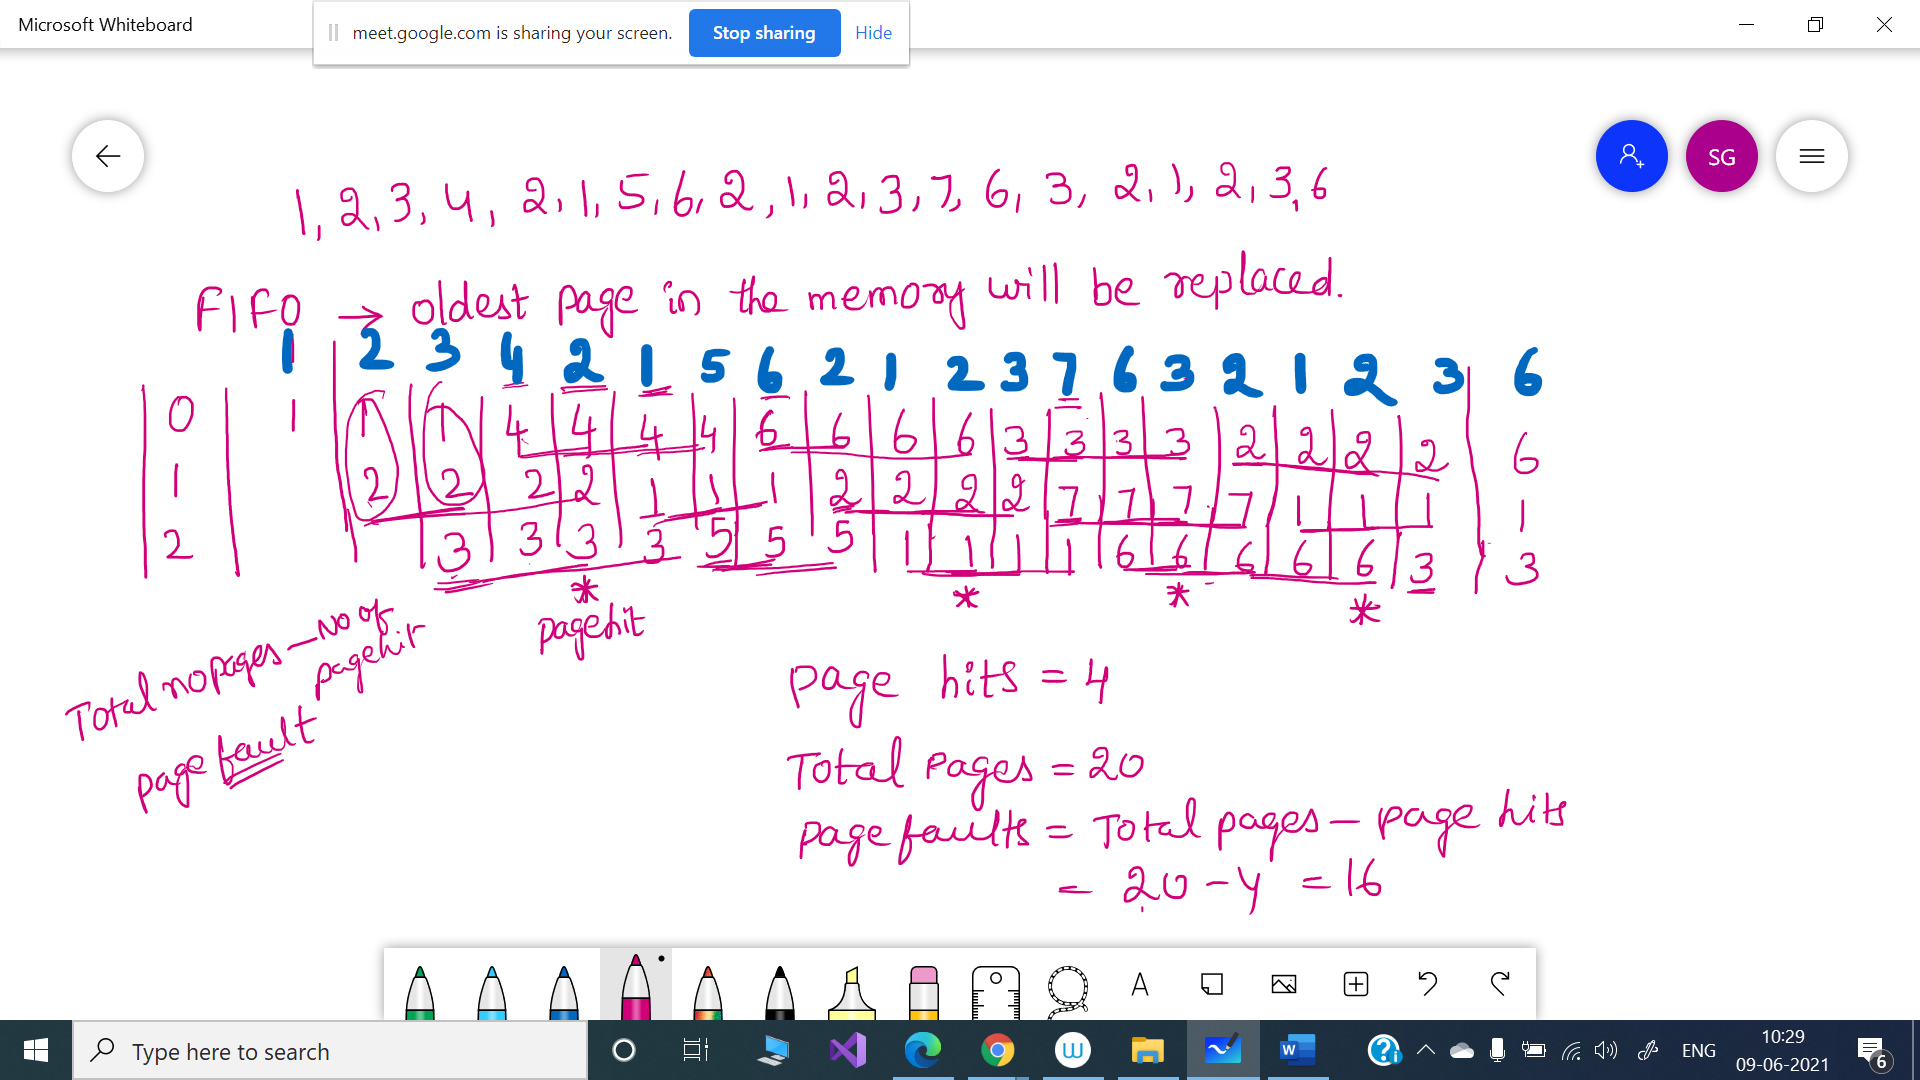 Microsoft Whiteboard
meet.google.com is sharing your screen. Stop sharing Hide
SG
1, 2, 3, 4, 2, 1, 5, 6, 2, 1, 2, 3, 7, 6, 3, 2, 1, 2, 3, 6
FIFO → oldest page in the memory will be replaced.
1 2 3 4 2 1 5 6 2 1 2 3 7 6 3 2 1 2 3 6
0 1 1 1 4 4 4 4 6 6 6 6 3 3 3 3 2 2 2 2 6
1 2 2 2 2 1 1 1 2 2 2 2 7 7 7 7 1 1 1 1
2 3 3 3 3 5 5 5 1 1 1 1 6 6 6 6 6 3 3
* * * *
pagehit
Total no pages — No of pagehit
page fault
page hits = 4
Total Pages = 20
page faults = Total pages — page hits
= 20 - 4 = 16
A
Type here to search
W
ENG
10:29
09-06-2021
6